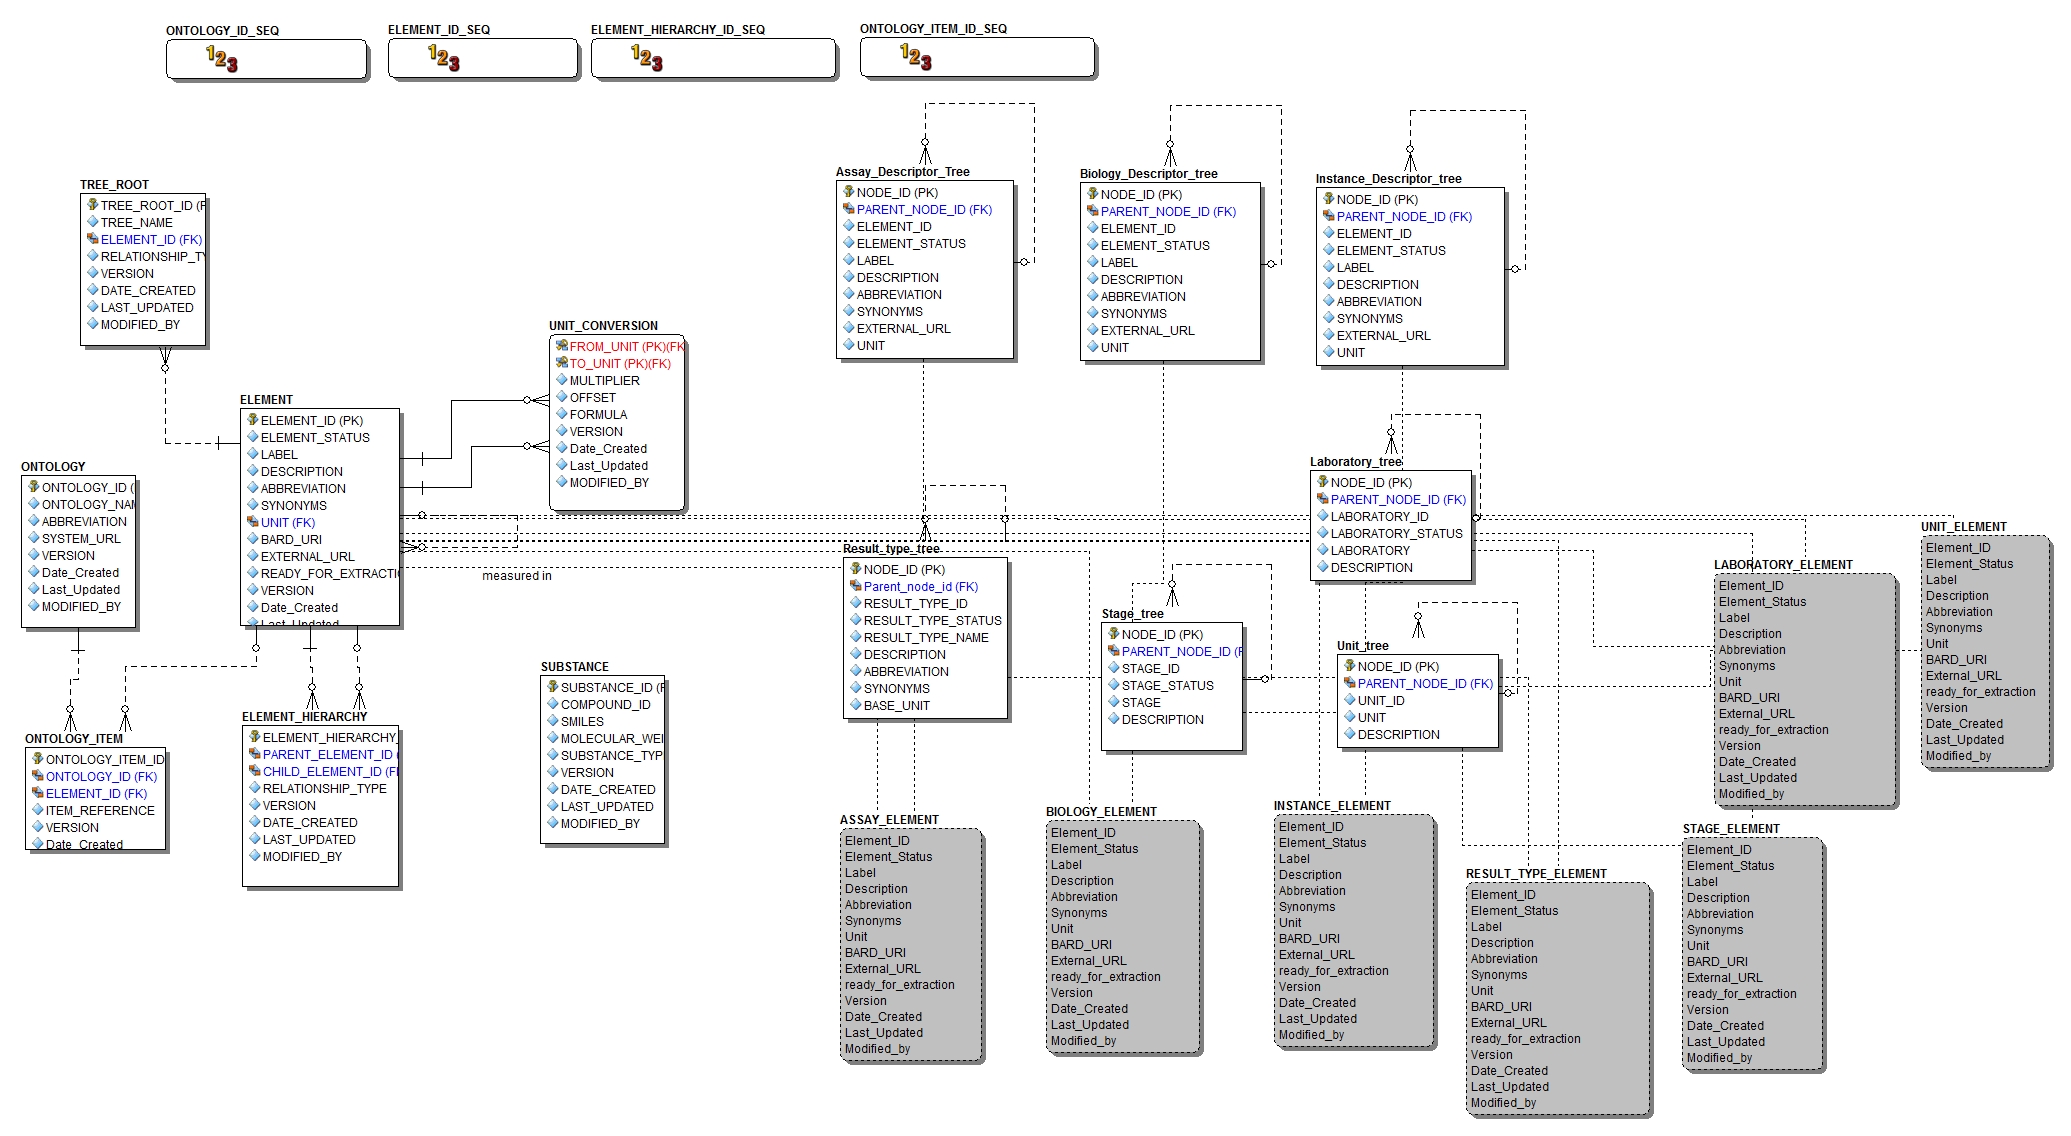 ONTOLOGY_ID_SEQ
123
ELEMENT_ID_SEQ
123
ELEMENT_HIERARCHY_ID_SEQ
123
ONTOLOGY_ITEM_ID_SEQ
123
TREE_ROOT
TREE_ROOT_ID (F
TREE_NAME
ELEMENT_ID (FK)
RELATIONSHIP_TY
VERSION
DATE_CREATED
LAST_UPDATED
MODIFIED_BY
ELEMENT
ELEMENT_ID (PK)
ELEMENT_STATUS
LABEL
DESCRIPTION
ABBREVIATION
SYNONYMS
UNIT (FK)
BARD_URI
EXTERNAL_URL
READY_FOR_EXTRACTI
VERSION
Date_Created
Last_Updated
UNIT_CONVERSION
FROM_UNIT (PK)(FK
TO_UNIT (PK)(FK)
MULTIPLIER
OFFSET
FORMULA
VERSION
Date_Created
Last_Updated
MODIFIED_BY
measured in
ONTOLOGY
ONTOLOGY_ID (
ONTOLOGY_NAM
ABBREVIATION
SYSTEM_URL
VERSION
Date_Created
Last_Updated
MODIFIED_BY
ONTOLOGY_ITEM
ONTOLOGY_ITEM_ID
ONTOLOGY_ID (FK)
ELEMENT_ID (FK)
ITEM_REFERENCE
VERSION
Date_Created
ELEMENT_HIERARCHY
ELEMENT_HIERARCHY_
PARENT_ELEMENT_ID (
CHILD_ELEMENT_ID (FK
RELATIONSHIP_TYPE
VERSION
DATE_CREATED
LAST_UPDATED
MODIFIED_BY
SUBSTANCE
SUBSTANCE_ID (F
COMPOUND_ID
SMILES
MOLECULAR_WEI
SUBSTANCE_TYP
VERSION
DATE_CREATED
LAST_UPDATED
MODIFIED_BY
Assay_Descriptor_Tree
NODE_ID (PK)
PARENT_NODE_ID (FK)
ELEMENT_ID
ELEMENT_STATUS
LABEL
DESCRIPTION
ABBREVIATION
SYNONYMS
EXTERNAL_URL
UNIT
Biology_Descriptor_tree
NODE_ID (PK)
PARENT_NODE_ID (FK)
ELEMENT_ID
ELEMENT_STATUS
LABEL
DESCRIPTION
ABBREVIATION
SYNONYMS
EXTERNAL_URL
UNIT
Instance_Descriptor_tree
NODE_ID (PK)
PARENT_NODE_ID (FK)
ELEMENT_ID
ELEMENT_STATUS
LABEL
DESCRIPTION
ABBREVIATION
SYNONYMS
EXTERNAL_URL
UNIT
Laboratory_tree
NODE_ID (PK)
PARENT_NODE_ID (FK)
LABORATORY_ID
LABORATORY_STATUS
LABORATORY
DESCRIPTION
Result_type_tree
NODE_ID (PK)
Parent_node_id (FK)
RESULT_TYPE_ID
RESULT_TYPE_STATUS
RESULT_TYPE_NAME
DESCRIPTION
ABBREVIATION
SYNONYMS
BASE_UNIT
Stage_tree
NODE_ID (PK)
PARENT_NODE_ID (F
STAGE_ID
STAGE_STATUS
STAGE
DESCRIPTION
Unit_tree
NODE_ID (PK)
PARENT_NODE_ID (FK)
UNIT_ID
UNIT
DESCRIPTION
UNIT_ELEMENT
Element_ID
Element_Status
Label
Description
Abbreviation
Synonyms
Unit
BARD_URI
External_URL
ready_for_extraction
Version
Date_Created
Last_Updated
Modified_by
LABORATORY_ELEMENT
Element_ID
Element_Status
Label
Description
Abbreviation
Synonyms
Unit
BARD_URI
External_URL
ready_for_extraction
Version
Date_Created
Last_Updated
Modified_by
ASSAY_ELEMENT
Element_ID
Element_Status
Label
Description
Abbreviation
Synonyms
Unit
BARD_URI
External_URL
ready_for_extraction
Version
Date_Created
Last_Updated
Modified_by
BIOLOGY_ELEMENT
Element_ID
Element_Status
Label
Description
Abbreviation
Synonyms
Unit
BARD_URI
External_URL
ready_for_extraction
Version
Date_Created
Last_Updated
Modified_by
INSTANCE_ELEMENT
Element_ID
Element_Status
Label
Description
Abbreviation
Synonyms
Unit
BARD_URI
External_URL
ready_for_extraction
Version
Date_Created
Last_Updated
Modified_by
RESULT_TYPE_ELEMENT
Element_ID
Element_Status
Label
Description
Abbreviation
Synonyms
Unit
BARD_URI
External_URL
ready_for_extraction
Version
Date_Created
Last_Updated
Modified_by
STAGE_ELEMENT
Element_ID
Element_Status
Label
Description
Abbreviation
Synonyms
Unit
BARD_URI
External_URL
ready_for_extraction
Version
Date_Created
Last_Updated
Modified_by